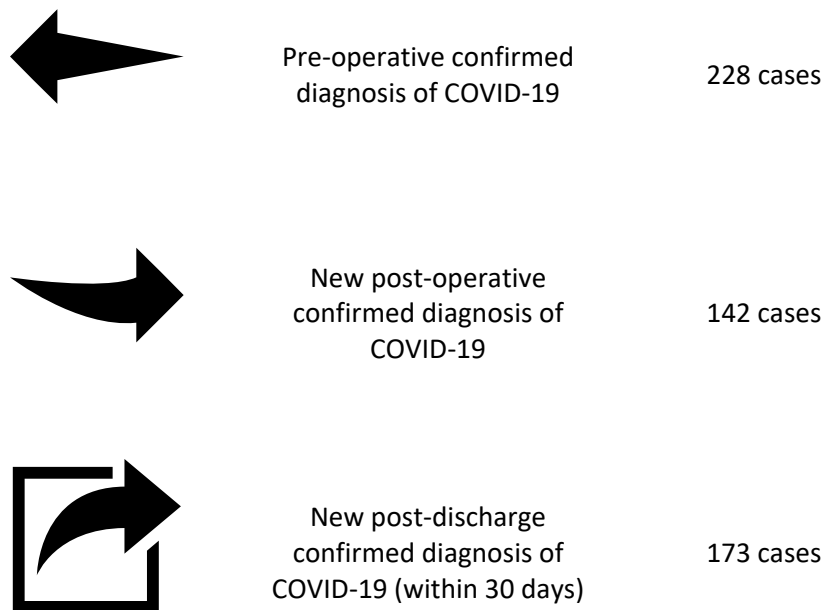 Pre-operative confirmed
diagnosis of COVID-19
228 cases
New post-operative
confirmed diagnosis of
COVID-19
142 cases
New post-discharge
confirmed diagnosis of
COVID-19 (within 30 days)
173 cases